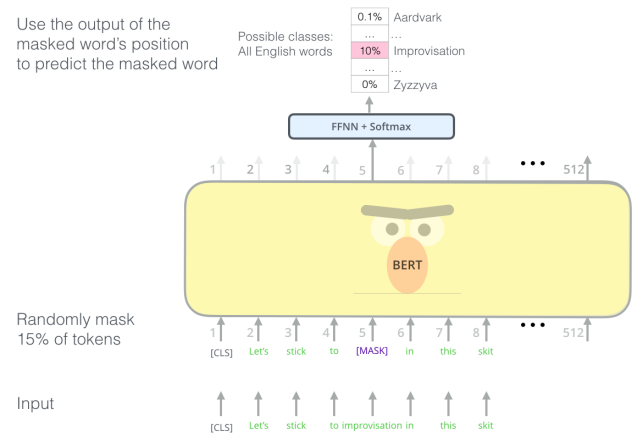 Use the output of the
masked word's position
to predict the masked word
Possible classes:
All English words
0.1% Aardvark
... ...
10% Improvisation
... ...
0% Zyzzyva
FFNN + Softmax
1 2 3 4 5 6 7 8 ... 512
BERT
Randomly mask
15% of tokens
1 2 3 4 5 6 7 8 ... 512
[CLS] Let's stick to [MASK] in this skit
Input
[CLS] Let's stick to improvisation in this skit